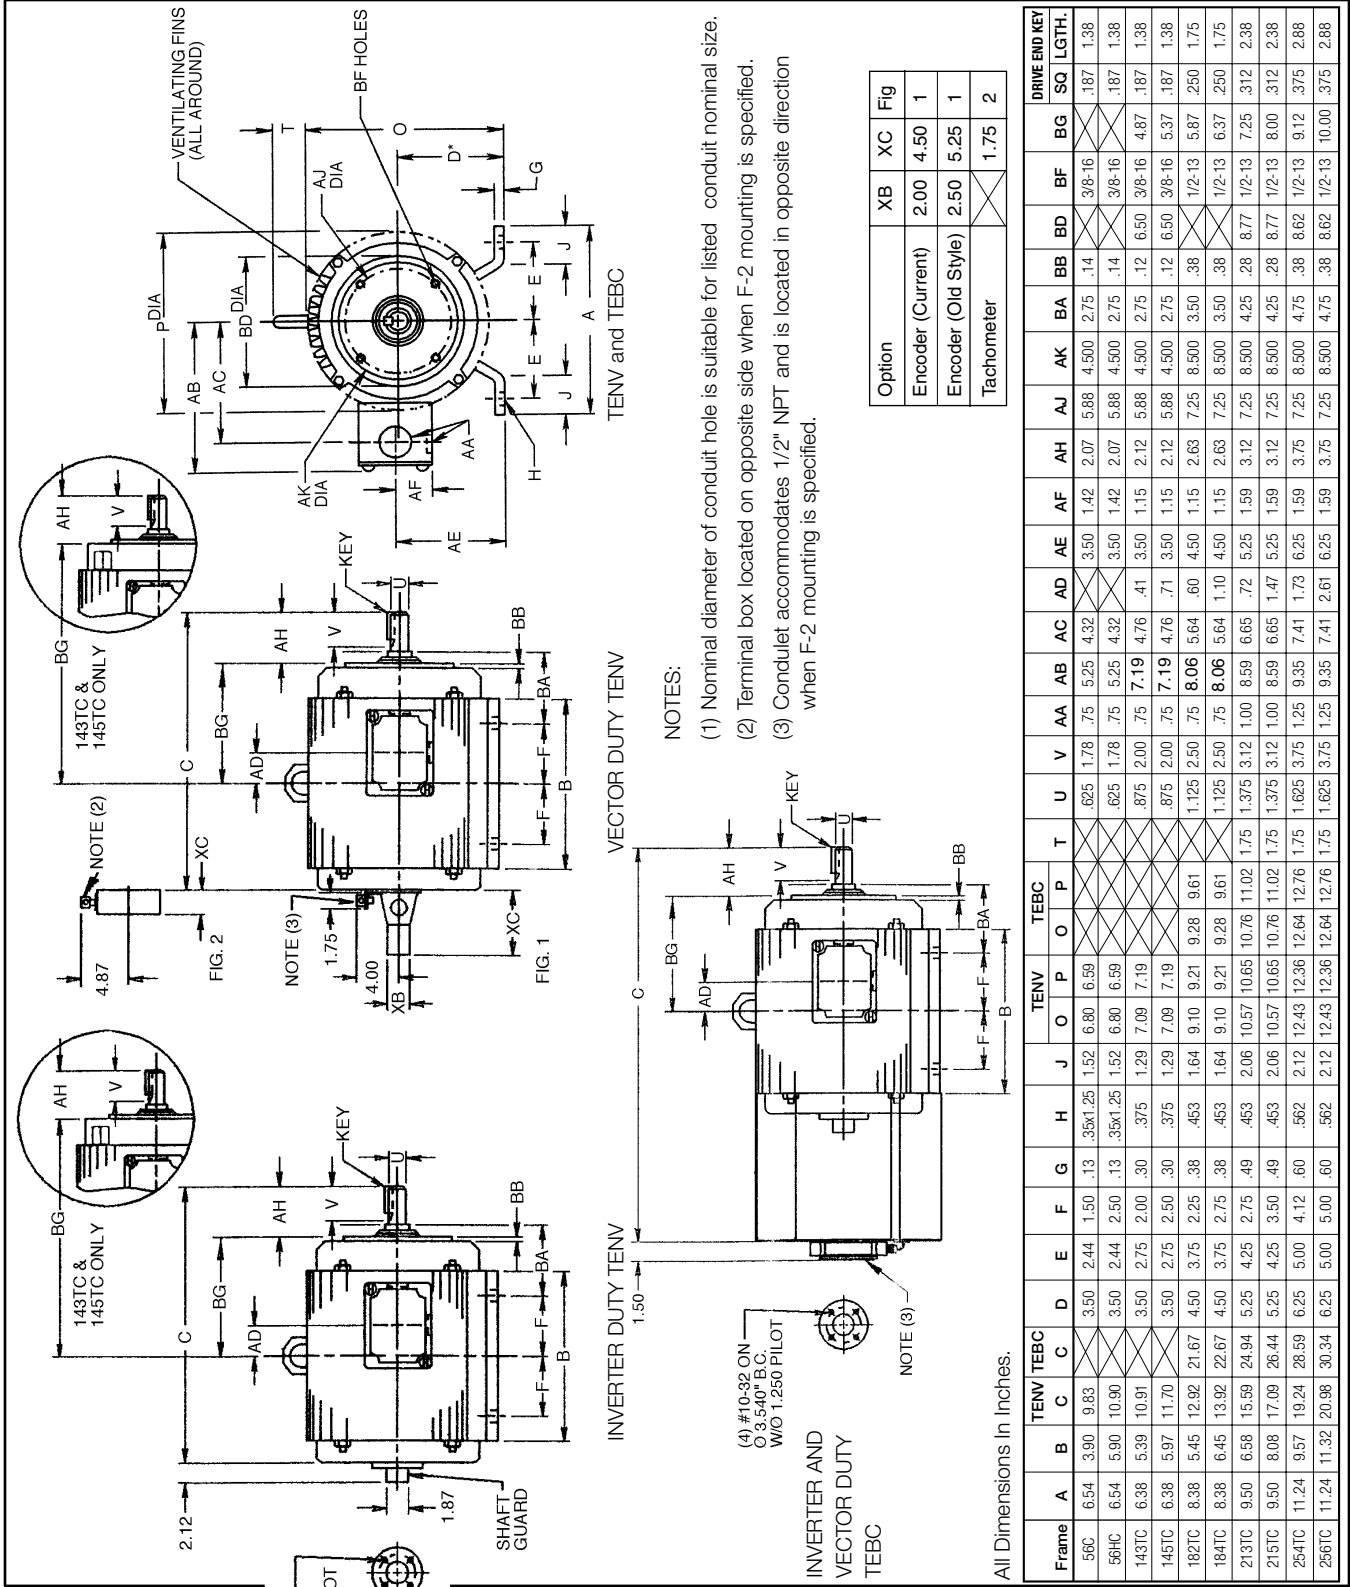 143TC &
145TC ONLY
BG
AH
V
C
BG
AD
AH
V
KEY
U
BB
BA
F
F
B
2.12
1.87
SHAFT
GUARD
OT
INVERTER DUTY TENV
4.87
NOTE (2)
XC
FIG. 2
143TC &
145TC ONLY
BG
AH
V
C
BG
AD
AH
V
KEY
U
BB
BA
F
F
B
NOTE (3)
1.75
4.00
XB
XC
FIG. 1
VECTOR DUTY TENV
AB
AC
P DIA
BD DIA
VENTILATING FINS
(ALL AROUND)
AJ
DIA
BF HOLES
T
O
D*
G
AK
DIA
AF
AE
AA
H
J
E
E
J
A
TENV and TEBC
(4) #10-32 ON
O 3.540" B.C.
W/O 1.250 PILOT
1.50
NOTE (3)
C
BG
AD
AH
V
KEY
U
BB
BA
F
F
B
INVERTER AND
VECTOR DUTY
TEBC
NOTES:
(1) Nominal diameter of conduit hole is suitable for listed conduit nominal size.
(2) Terminal box located on opposite side when F-2 mounting is specified.
(3) Condulet accommodates 1/2" NPT and is located in opposite direction
when F-2 mounting is specified.
Option XB XC Fig
Encoder (Current) 2.00 4.50 1
Encoder (Old Style) 2.50 5.25 1
Tachometer 1.75 2
All Dimensions In Inches.
TENV TEBC TENV TEBC DRIVE END KEY
Frame A B C C D E F G H J O P O P T U V AA AB AC AD AE AF AH AJ AK BA BB BD BF BG SQ LGTH.
56C 6.54 3.90 9.83 3.50 2.44 1.50 .13 .35x1.25 1.52 6.80 6.59 .625 1.78 .75 5.25 4.32 3.50 1.42 2.07 5.88 4.500 2.75 .14 3/8-16 .187 1.38
56HC 6.54 5.90 10.90 3.50 2.44 2.50 .13 .35x1.25 1.52 6.80 6.59 .625 1.78 .75 5.25 4.32 3.50 1.42 2.07 5.88 4.500 2.75 .14 3/8-16 .187 1.38
143TC 6.38 5.39 10.91 3.50 2.75 2.00 .30 .375 1.29 7.09 7.19 .875 2.00 .75 7.19 4.76 .41 3.50 1.15 2.12 5.88 4.500 2.75 .12 6.50 3/8-16 4.87 .187 1.38
145TC 6.38 5.97 11.70 3.50 2.75 2.50 .30 .375 1.29 7.09 7.19 .875 2.00 .75 7.19 4.76 .71 3.50 1.15 2.12 5.88 4.500 2.75 .12 6.50 3/8-16 5.37 .187 1.38
182TC 8.38 5.45 12.92 21.67 4.50 3.75 2.25 .38 .453 1.64 9.10 9.21 9.28 9.61 1.125 2.50 .75 8.06 5.64 .60 4.50 1.15 2.63 7.25 8.500 3.50 .38 1/2-13 5.87 .250 1.75
184TC 8.38 6.45 13.92 22.67 4.50 3.75 2.75 .38 .453 1.64 9.10 9.21 9.28 9.61 1.125 2.50 .75 8.06 5.64 1.10 4.50 1.15 2.63 7.25 8.500 3.50 .38 1/2-13 6.37 .250 1.75
213TC 9.50 6.58 15.59 24.94 5.25 4.25 2.75 .49 .453 2.06 10.57 10.65 10.76 11.02 1.75 1.375 3.12 1.00 8.59 6.65 .72 5.25 1.59 3.12 7.25 8.500 4.25 .28 8.77 1/2-13 7.25 .312 2.38
215TC 9.50 8.08 17.09 26.44 5.25 4.25 3.50 .49 .453 2.06 10.57 10.65 10.76 11.02 1.75 1.375 3.12 1.00 8.59 6.65 1.47 5.25 1.59 3.12 7.25 8.500 4.25 .28 8.77 1/2-13 8.00 .312 2.38
254TC 11.24 9.57 19.24 28.59 6.25 5.00 4.12 .60 .562 2.12 12.43 12.36 12.64 12.76 1.75 1.625 3.75 1.25 9.35 7.41 1.73 6.25 1.59 3.75 7.25 8.500 4.75 .38 8.62 1/2-13 9.12 .375 2.88
256TC 11.24 11.32 20.98 30.34 6.25 5.00 5.00 .60 .562 2.12 12.43 12.36 12.64 12.76 1.75 1.625 3.75 1.25 9.35 7.41 2.61 6.25 1.59 3.75 7.25 8.500 4.75 .38 8.62 1/2-13 10.00 .375 2.88